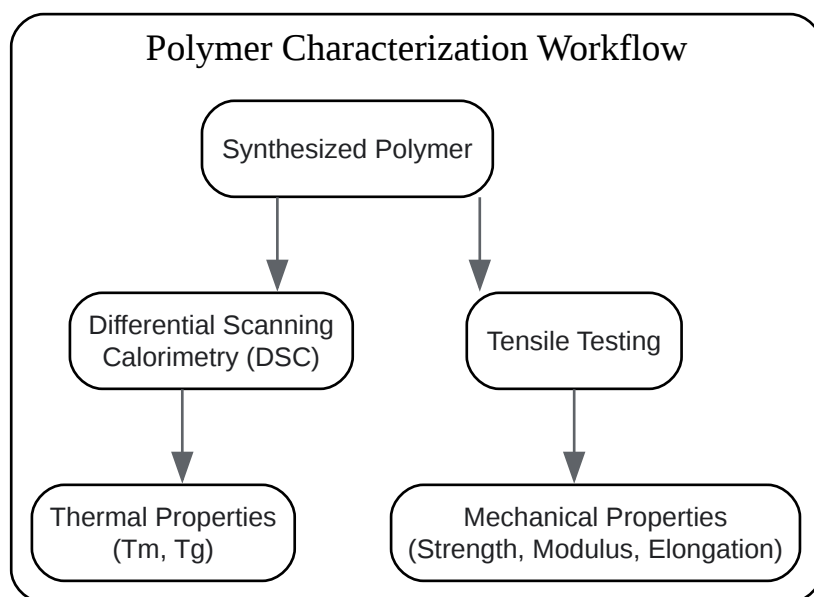 Polymer Characterization Workflow
Synthesized Polymer
Differential Scanning
Calorimetry (DSC)
Tensile Testing
Thermal Properties
(Tm, Tg)
Mechanical Properties
(Strength, Modulus, Elongation)